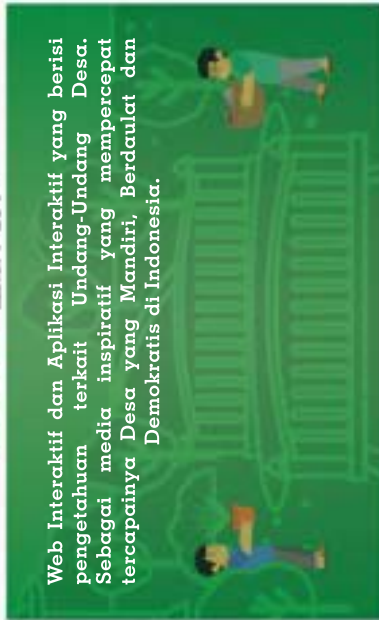 Web Interaktif dan Aplikasi Interaktif yang berisi
pengetahuan terkait Undang-Undang Desa.
Sebagai media inspiratif yang mempercepat
tercapainya Desa yang Mandiri, Berdaulat dan
Demokratis di Indonesia.